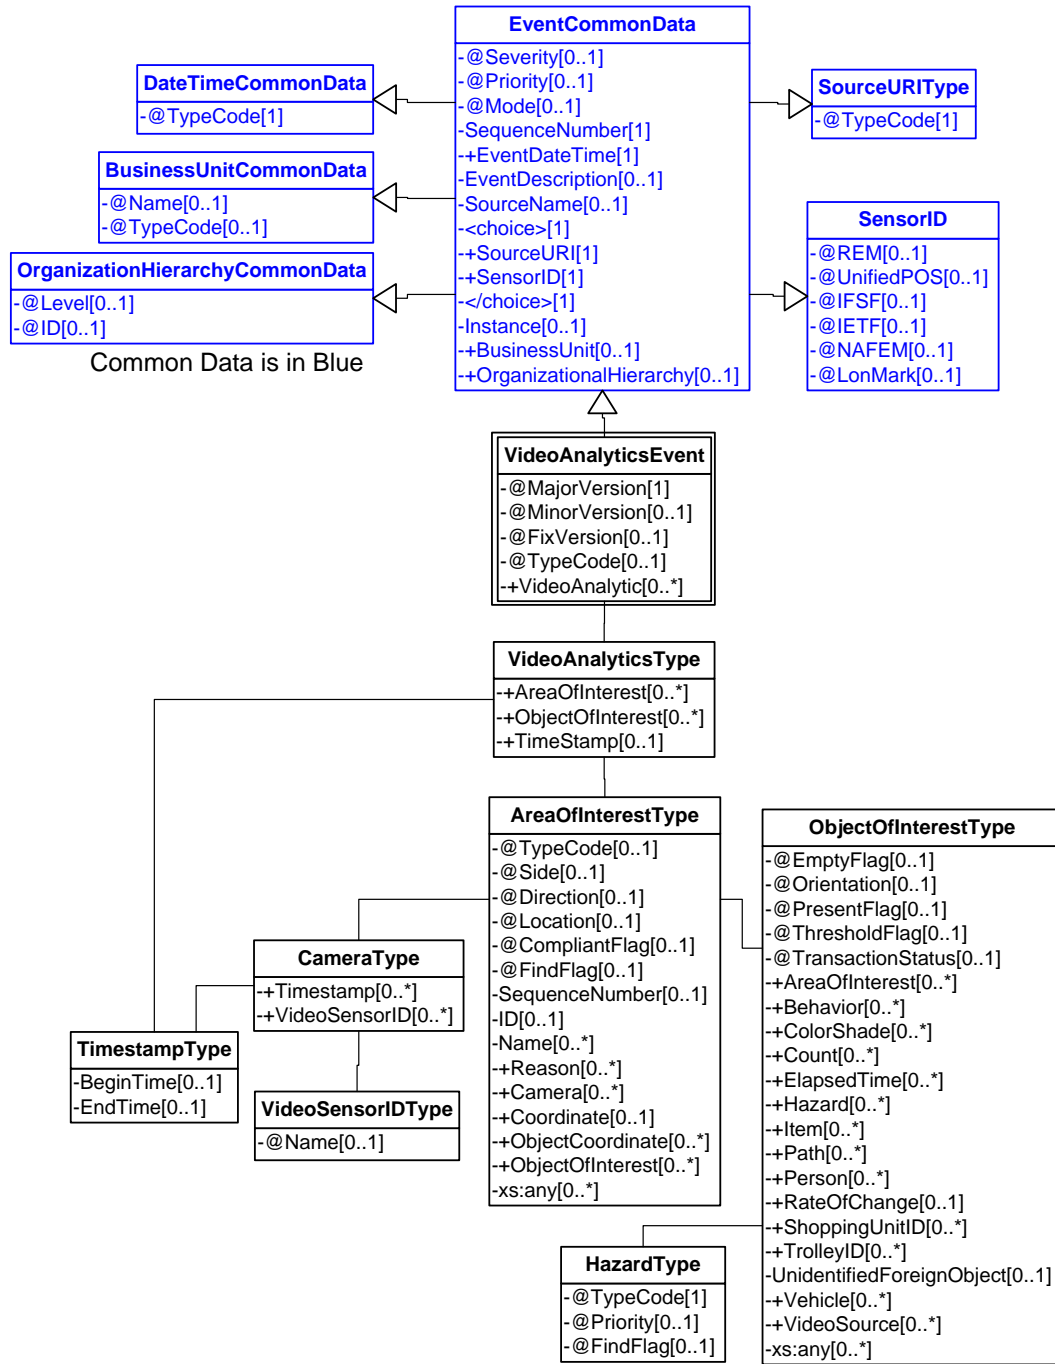 EventCommonData
-@Severity[0..1]
-@Priority[0..1]
-@Mode[0..1]
-SequenceNumber[1]
-+EventDateTime[1]
-EventDescription[0..1]
-SourceName[0..1]
-<choice>[1]
-+SourceURI[1]
-+SensorID[1]
-</choice>[1]
-Instance[0..1]
-+BusinessUnit[0..1]
-+OrganizationalHierarchy[0..1]
DateTimeCommonData
-@TypeCode[1]
BusinessUnitCommonData
-@Name[0..1]
-@TypeCode[0..1]
OrganizationHierarchyCommonData
-@Level[0..1]
-@ID[0..1]
Common Data is in Blue
SourceURIType
-@TypeCode[1]
SensorID
-@REM[0..1]
-@UnifiedPOS[0..1]
-@IFSF[0..1]
-@IETF[0..1]
-@NAFEM[0..1]
-@LonMark[0..1]
VideoAnalyticsEvent
-@MajorVersion[1]
-@MinorVersion[0..1]
-@FixVersion[0..1]
-@TypeCode[0..1]
-+VideoAnalytic[0..*]
VideoAnalyticsType
-+AreaOfInterest[0..*]
-+ObjectOfInterest[0..*]
-+TimeStamp[0..1]
AreaOfInterestType
-@TypeCode[0..1]
-@Side[0..1]
-@Direction[0..1]
-@Location[0..1]
-@CompliantFlag[0..1]
-@FindFlag[0..1]
-SequenceNumber[0..1]
-ID[0..1]
-Name[0..*]
-+Reason[0..*]
-+Camera[0..*]
-+Coordinate[0..1]
-+ObjectCoordinate[0..*]
-+ObjectOfInterest[0..*]
-xs:any[0..*]
ObjectOfInterestType
-@EmptyFlag[0..1]
-@Orientation[0..1]
-@PresentFlag[0..1]
-@ThresholdFlag[0..1]
-@TransactionStatus[0..1]
-+AreaOfInterest[0..*]
-+Behavior[0..*]
-+ColorShade[0..*]
-+Count[0..*]
-+ElapsedTime[0..*]
-+Hazard[0..*]
-+Item[0..*]
-+Path[0..*]
-+Person[0..*]
-+RateOfChange[0..1]
-+ShoppingUnitID[0..*]
-+TrolleyID[0..*]
-UnidentifiedForeignObject[0..1]
-+Vehicle[0..*]
-+VideoSource[0..*]
-xs:any[0..*]
CameraType
-+Timestamp[0..*]
-+VideoSensorID[0..*]
TimestampType
-BeginTime[0..1]
-EndTime[0..1]
VideoSensorIDType
-@Name[0..1]
HazardType
-@TypeCode[1]
-@Priority[0..1]
-@FindFlag[0..1]